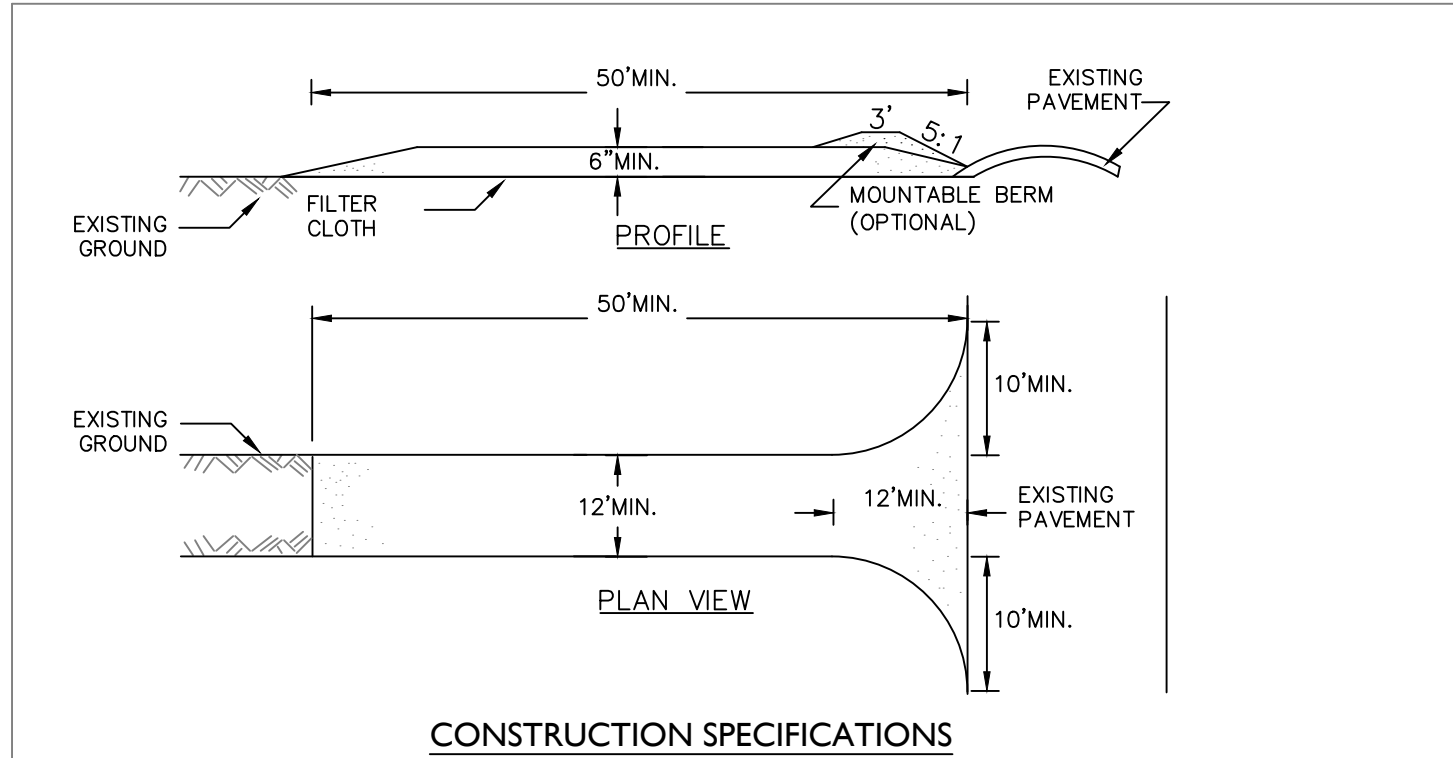 50'MIN.
EXISTING
PAVEMENT
3'
5:1
6"MIN.
FILTER
CLOTH
MOUNTABLE BERM
(OPTIONAL)
EXISTING
GROUND
PROFILE
50'MIN.
10'MIN.
EXISTING
GROUND
12'MIN.
12'MIN.
EXISTING
PAVEMENT
PLAN VIEW
10'MIN.
CONSTRUCTION SPECIFICATIONS